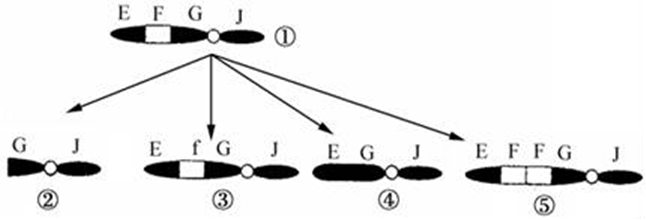 E F G J ①
G J E f G J E G J E F F G J
② ③ ④ ⑤